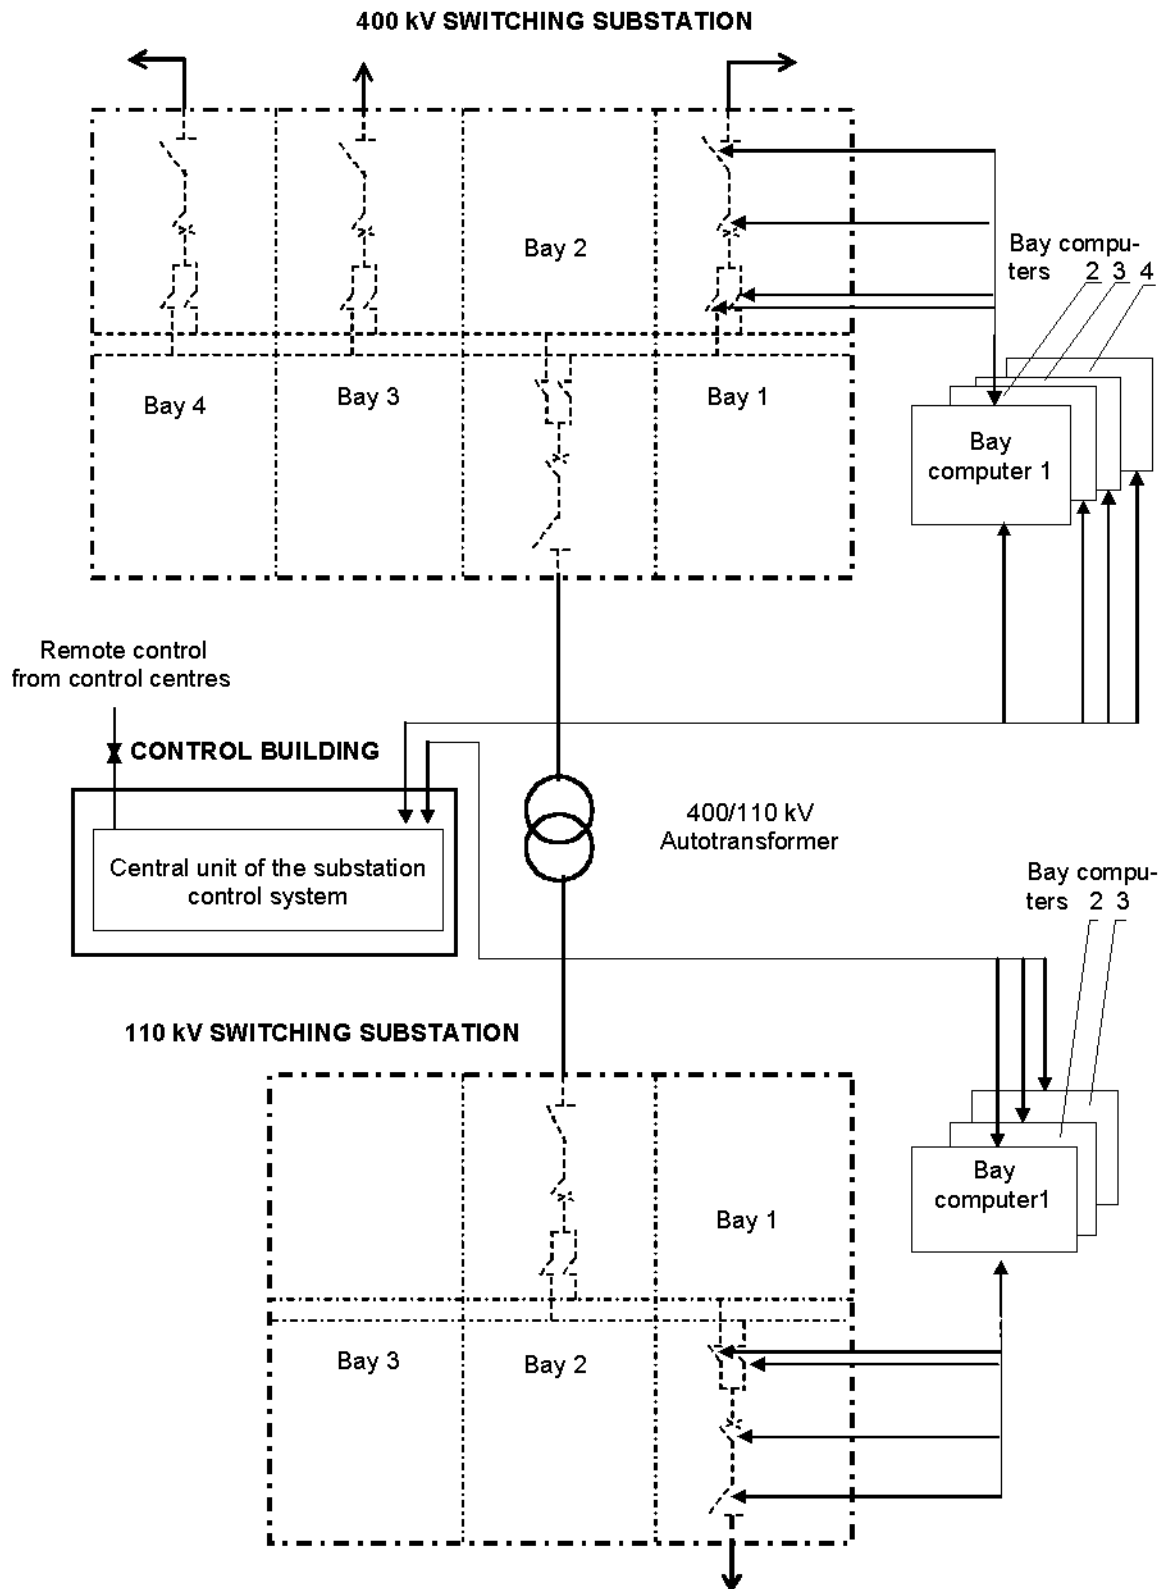 400 kV SWITCHING SUBSTATION
Bay 2
Bay compu-
ters 2 3 4
Bay 4
Bay 3
Bay 1
Bay
computer 1
Remote control
from control centres
CONTROL BUILDING
400/110 kV
Autotransformer
Central unit of the substation
control system
Bay compu-
ters 2 3
110 kV SWITCHING SUBSTATION
Bay
computer1
Bay 1
Bay 3
Bay 2